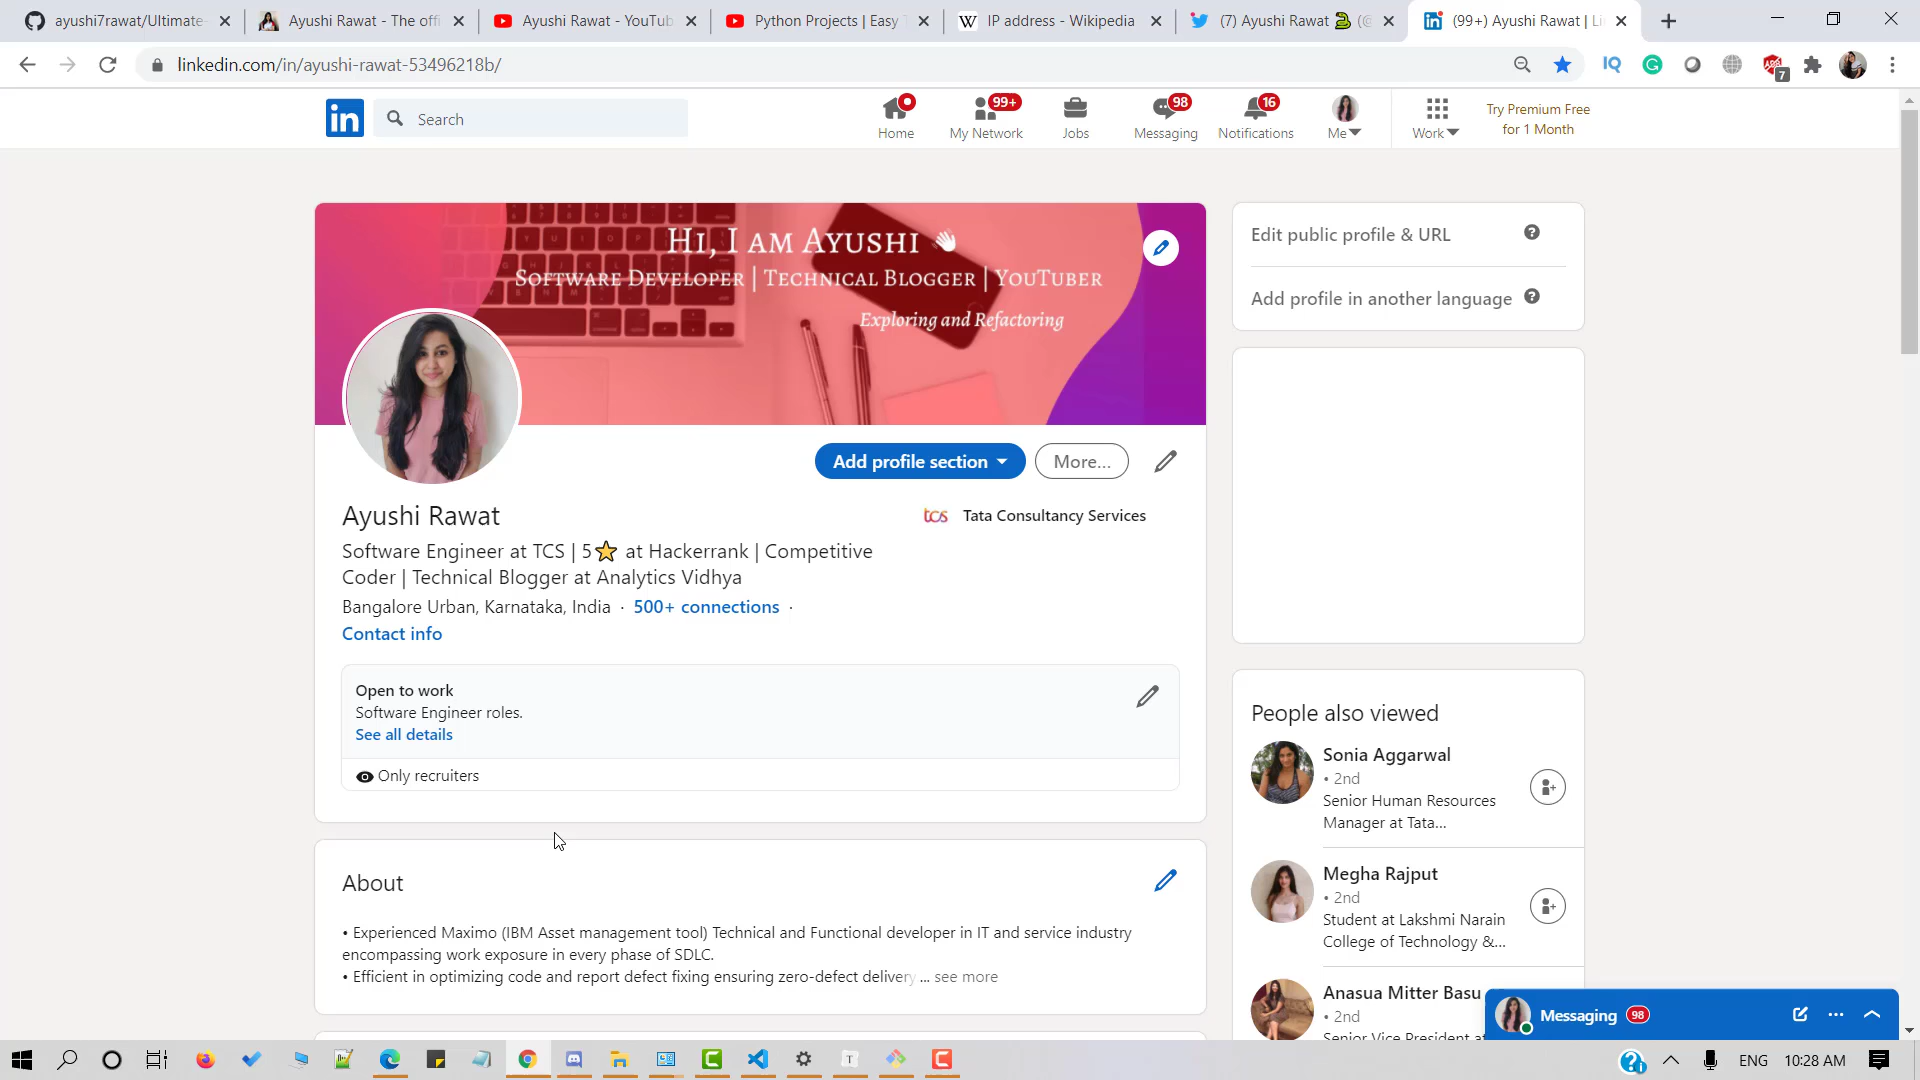 ayushi7rawat/Ultimate-
Ayushi Rawat - The offi
Ayushi Rawat - YouTub
Python Projects | Easy
IP address - Wikipedia
(7) Ayushi Rawat
(99+) Ayushi Rawat | Li
linkedin.com/in/ayushi-rawat-53496218b/
IQ
7
in
Search
Home
99+
My Network
Jobs
98
Messaging
16
Notifications
Me
Work
Try Premium Free
for 1 Month
Hi, I am Ayushi
Software Developer | Technical Blogger | YouTuber
Exploring and Refactoring
Edit public profile & URL
Add profile in another language
Add profile section
More...
Ayushi Rawat
tcs Tata Consultancy Services
Software Engineer at TCS | 5⭐ at Hackerrank | Competitive
Coder | Technical Blogger at Analytics Vidhya
Bangalore Urban, Karnataka, India · 500+ connections ·
Contact info
Open to work
Software Engineer roles.
See all details
Only recruiters
About
• Experienced Maximo (IBM Asset management tool) Technical and Functional developer in IT and service industry
encompassing work exposure in every phase of SDLC.
• Efficient in optimizing code and report defect fixing ensuring zero-defect delivery ... see more
People also viewed
Sonia Aggarwal
• 2nd
Senior Human Resources
Manager at Tata...
Megha Rajput
• 2nd
Student at Lakshmi Narain
College of Technology &...
Anasua Mitter Basu
• 2nd
Senior Vice President at
Messaging 98
ENG
10:28 AM